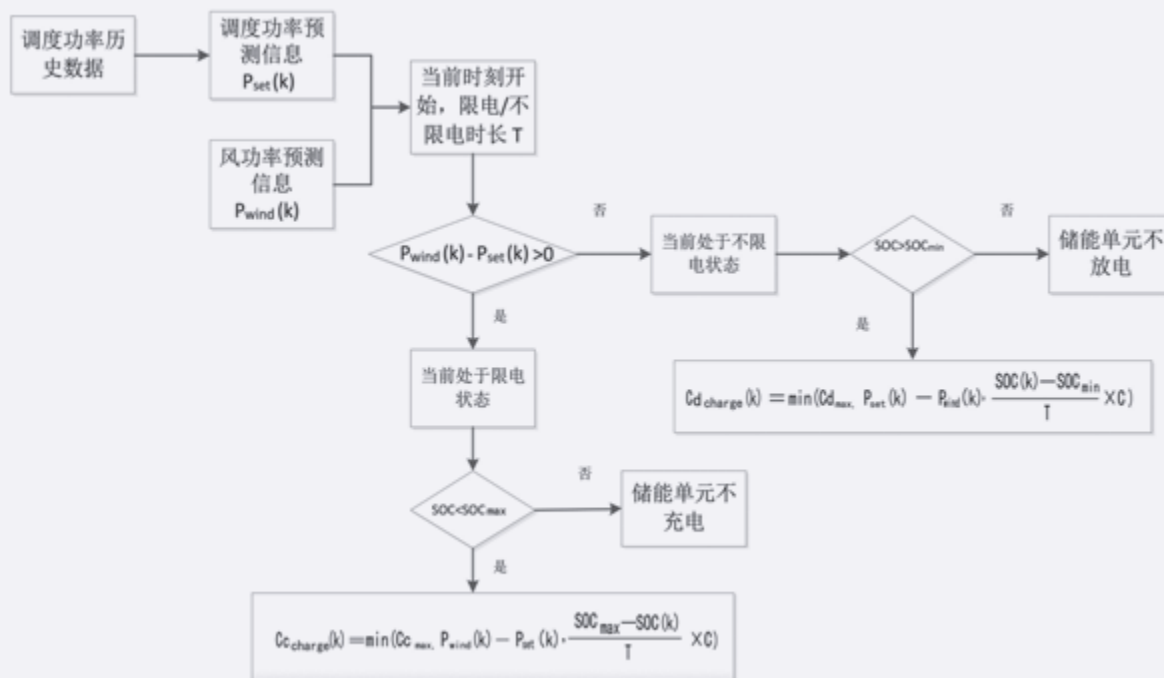 调度功率历
史数据
调度功率预
测信息
Pset(k)
风功率预测
信息
Pwind(k)
当前时刻开
始，限电/不
限电时长 T
Pwind(k) - Pset(k) >0
否
当前处于不限
电状态
SOC>SOCmin
否
储能单元不
放电
是
Cdcharge(k) = min(Cdmax, Pset(k) − Pwind(k), (SOC(k)−SOCmin)/T ×C)
是
当前处于限电
状态
SOC<SOCmax
否
储能单元不
充电
是
Cccharge(k) =min(Ccmax, Pwind(k) − Pset(k), (SOCmax−SOC(k))/T ×C)